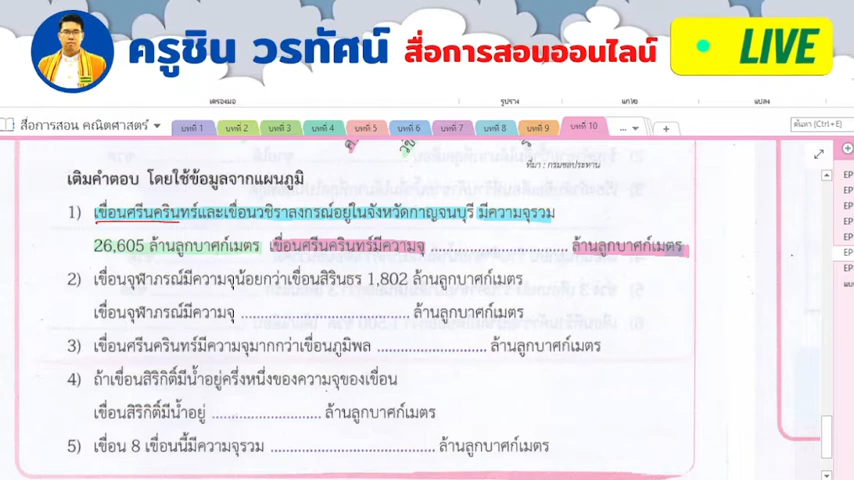 ครูชิน วรทัศน์ สื่อการสอนออนไลน์ LIVE
เครื่องมือ รูปร่าง แก้ไข แปลง
สื่อการสอน คณิตศาสตร์ บทที่ 1 บทที่ 2 บทที่ 3 บทที่ 4 บทที่ 5 บทที่ 6 บทที่ 7 บทที่ 8 บทที่ 9 บทที่ 10 ... + ค้นหา (Ctrl+E)
ที่มา : กรมชลประทาน
เติมคำตอบ โดยใช้ข้อมูลจากแผนภูมิ
1) เขื่อนศรีนครินทร์และเขื่อนวชิราลงกรณ์อยู่ในจังหวัดกาญจนบุรี มีความจุรวม
26,605 ล้านลูกบาศก์เมตร เขื่อนศรีนครินทร์มีความจุ ................................. ล้านลูกบาศก์เมตร
2) เขื่อนจุฬาภรณ์มีความจุน้อยกว่าเขื่อนสิรินธร 1,802 ล้านลูกบาศก์เมตร
เขื่อนจุฬาภรณ์มีความจุ ........................................ ล้านลูกบาศก์เมตร
3) เขื่อนศรีนครินทร์มีความจุมากกว่าเขื่อนภูมิพล .......................... ล้านลูกบาศก์เมตร
4) ถ้าเขื่อนสิริกิติ์มีน้ำอยู่ครึ่งหนึ่งของความจุของเขื่อน
เขื่อนสิริกิติ์มีน้ำอยู่ .......................... ล้านลูกบาศก์เมตร
5) เขื่อน 8 เขื่อนนี้มีความจุรวม ....................................... ล้านลูกบาศก์เมตร